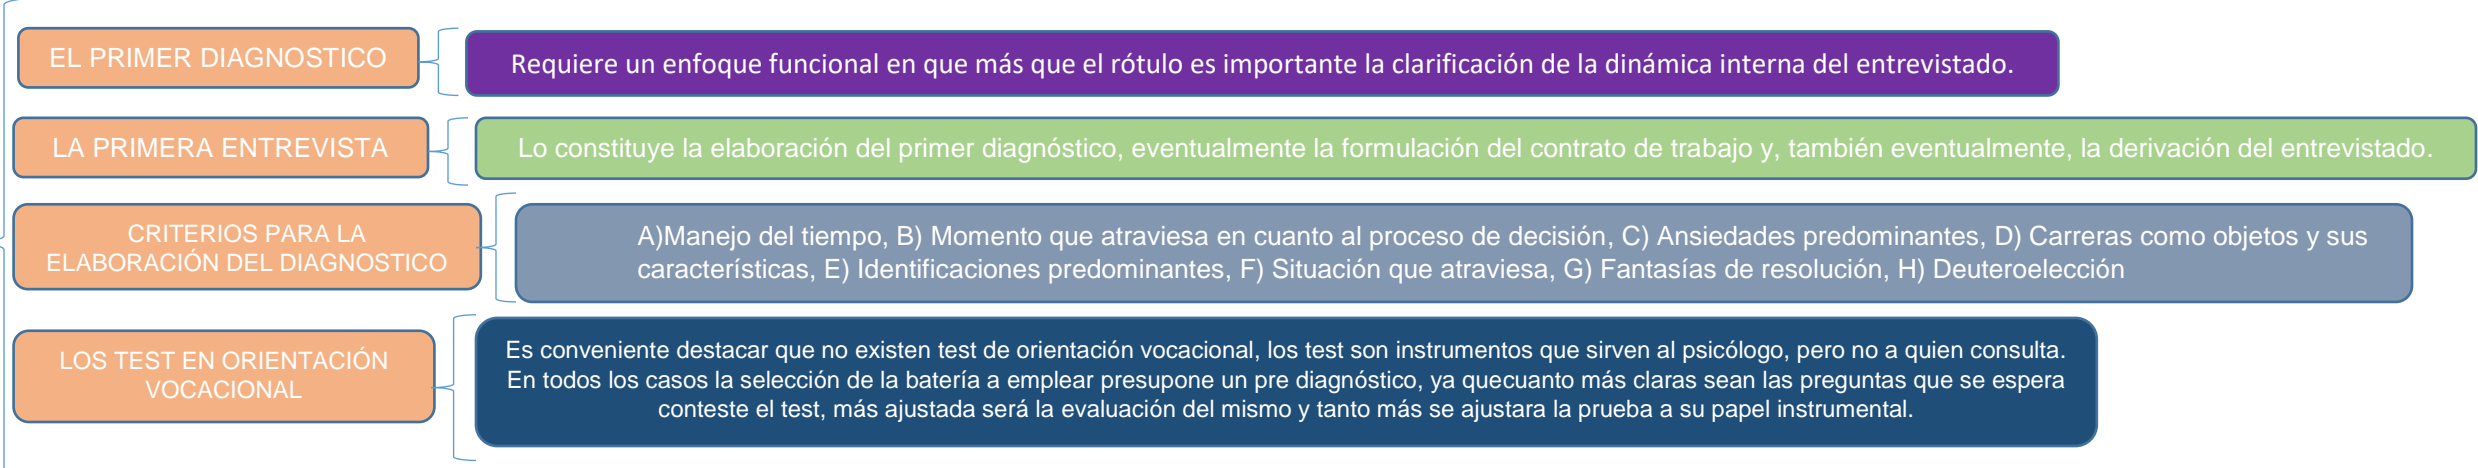 EL PRIMER DIAGNOSTICO
Requiere un enfoque funcional en que más que el rótulo es importante la clarificación de la dinámica interna del entrevistado.
LA PRIMERA ENTREVISTA
Lo constituye la elaboración del primer diagnóstico, eventualmente la formulación del contrato de trabajo y, también eventualmente, la derivación del entrevistado.
CRITERIOS PARA LA
ELABORACIÓN DEL DIAGNOSTICO
A)Manejo del tiempo, B) Momento que atraviesa en cuanto al proceso de decisión, C) Ansiedades predominantes, D) Carreras como objetos y sus
características, E) Identificaciones predominantes, F) Situación que atraviesa, G) Fantasías de resolución, H) Deuteroelección
LOS TEST EN ORIENTACIÓN
VOCACIONAL
Es conveniente destacar que no existen test de orientación vocacional, los test son instrumentos que sirven al psicólogo, pero no a quien consulta.
En todos los casos la selección de la batería a emplear presupone un pre diagnóstico, ya quecuanto más claras sean las preguntas que se espera
conteste el test, más ajustada será la evaluación del mismo y tanto más se ajustara la prueba a su papel instrumental.